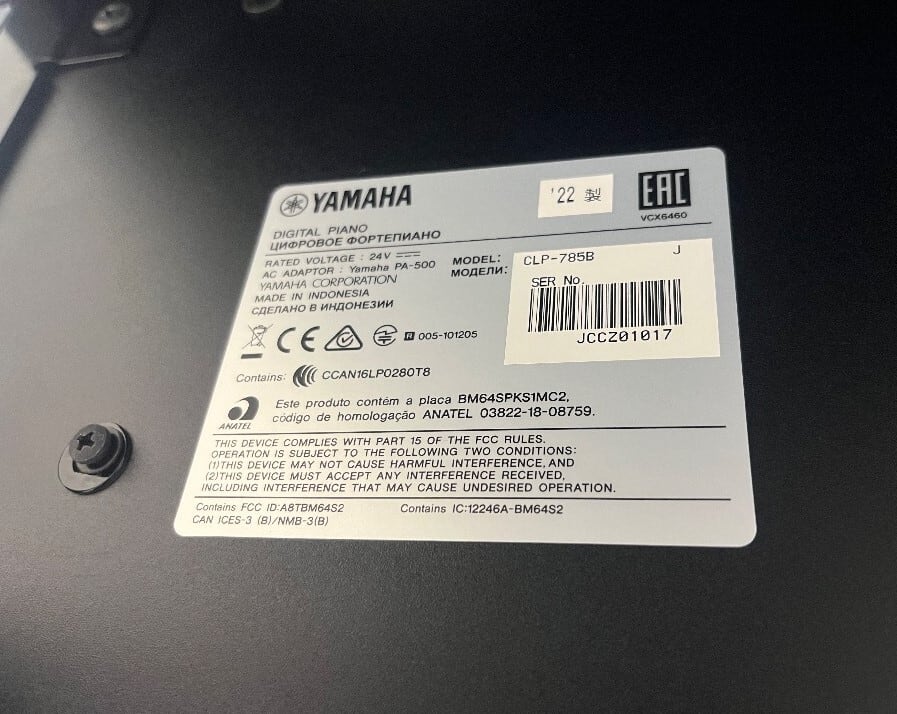 YAMAHA
'22 製
EAC
VCX6460
DIGITAL PIANO
ЦИФРОВОЕ ФОРТЕПИАНО
RATED VOLTAGE : 24V
AC ADAPTOR : Yamaha PA-500
YAMAHA CORPORATION
MADE IN INDONESIA
СДЕЛАНО В ИНДОНЕЗИИ
MODEL: CLP-785B J
МОДЕЛИ:
SER No.
JCCZ01017
CE
R 005-101205
Contains: CCAN16LP0280T8
ANATEL
Este produto contém a placa BM64SPKS1MC2,
código de homologação ANATEL 03822-18-08759.
THIS DEVICE COMPLIES WITH PART 15 OF THE FCC RULES.
OPERATION IS SUBJECT TO THE FOLLOWING TWO CONDITIONS:
(1)THIS DEVICE MAY NOT CAUSE HARMFUL INTERFERENCE, AND
(2)THIS DEVICE MUST ACCEPT ANY INTERFERENCE RECEIVED,
INCLUDING INTERFERENCE THAT MAY CAUSE UNDESIRED OPERATION.
Contains FCC ID:A8TBM64S2 Contains IC:12246A-BM64S2
CAN ICES-3 (B)/NMB-3(B)